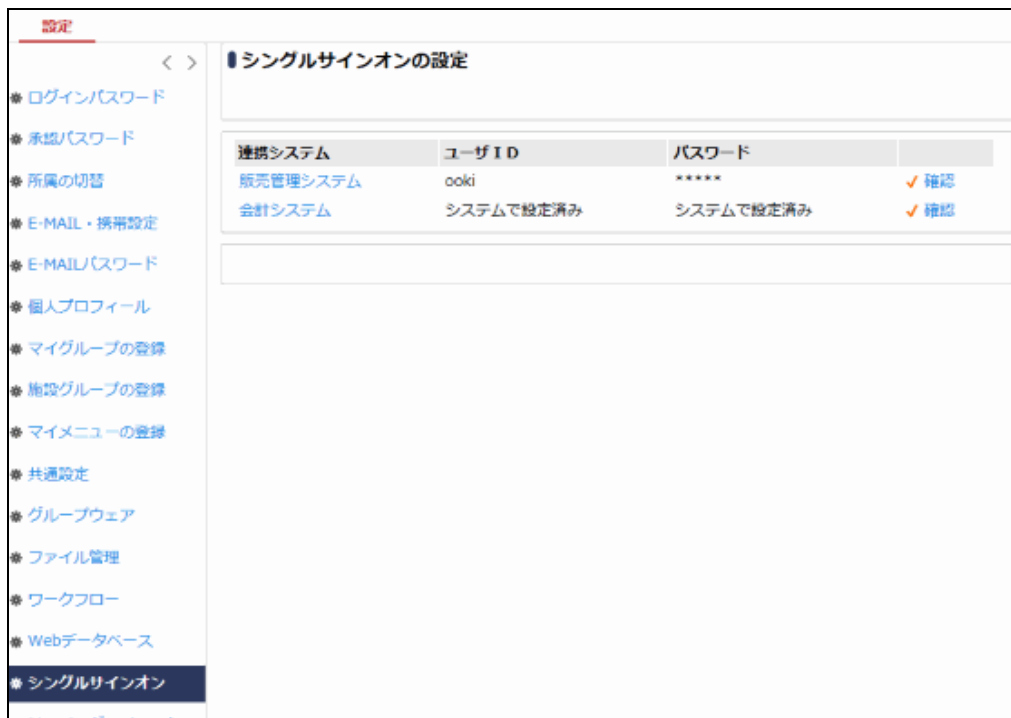 設定
< >
シングルサインオンの設定
ログインパスワード
承認パスワード
所属の切替
E-MAIL・携帯設定
E-MAILパスワード
個人プロフィール
マイグループの登録
施設グループの登録
マイメニューの登録
共通設定
グループウェア
ファイル管理
ワークフロー
Webデータベース
シングルサインオン
連携システム ユーザID パスワード
販売管理システム ooki ***** 確認
会計システム システムで設定済み システムで設定済み 確認